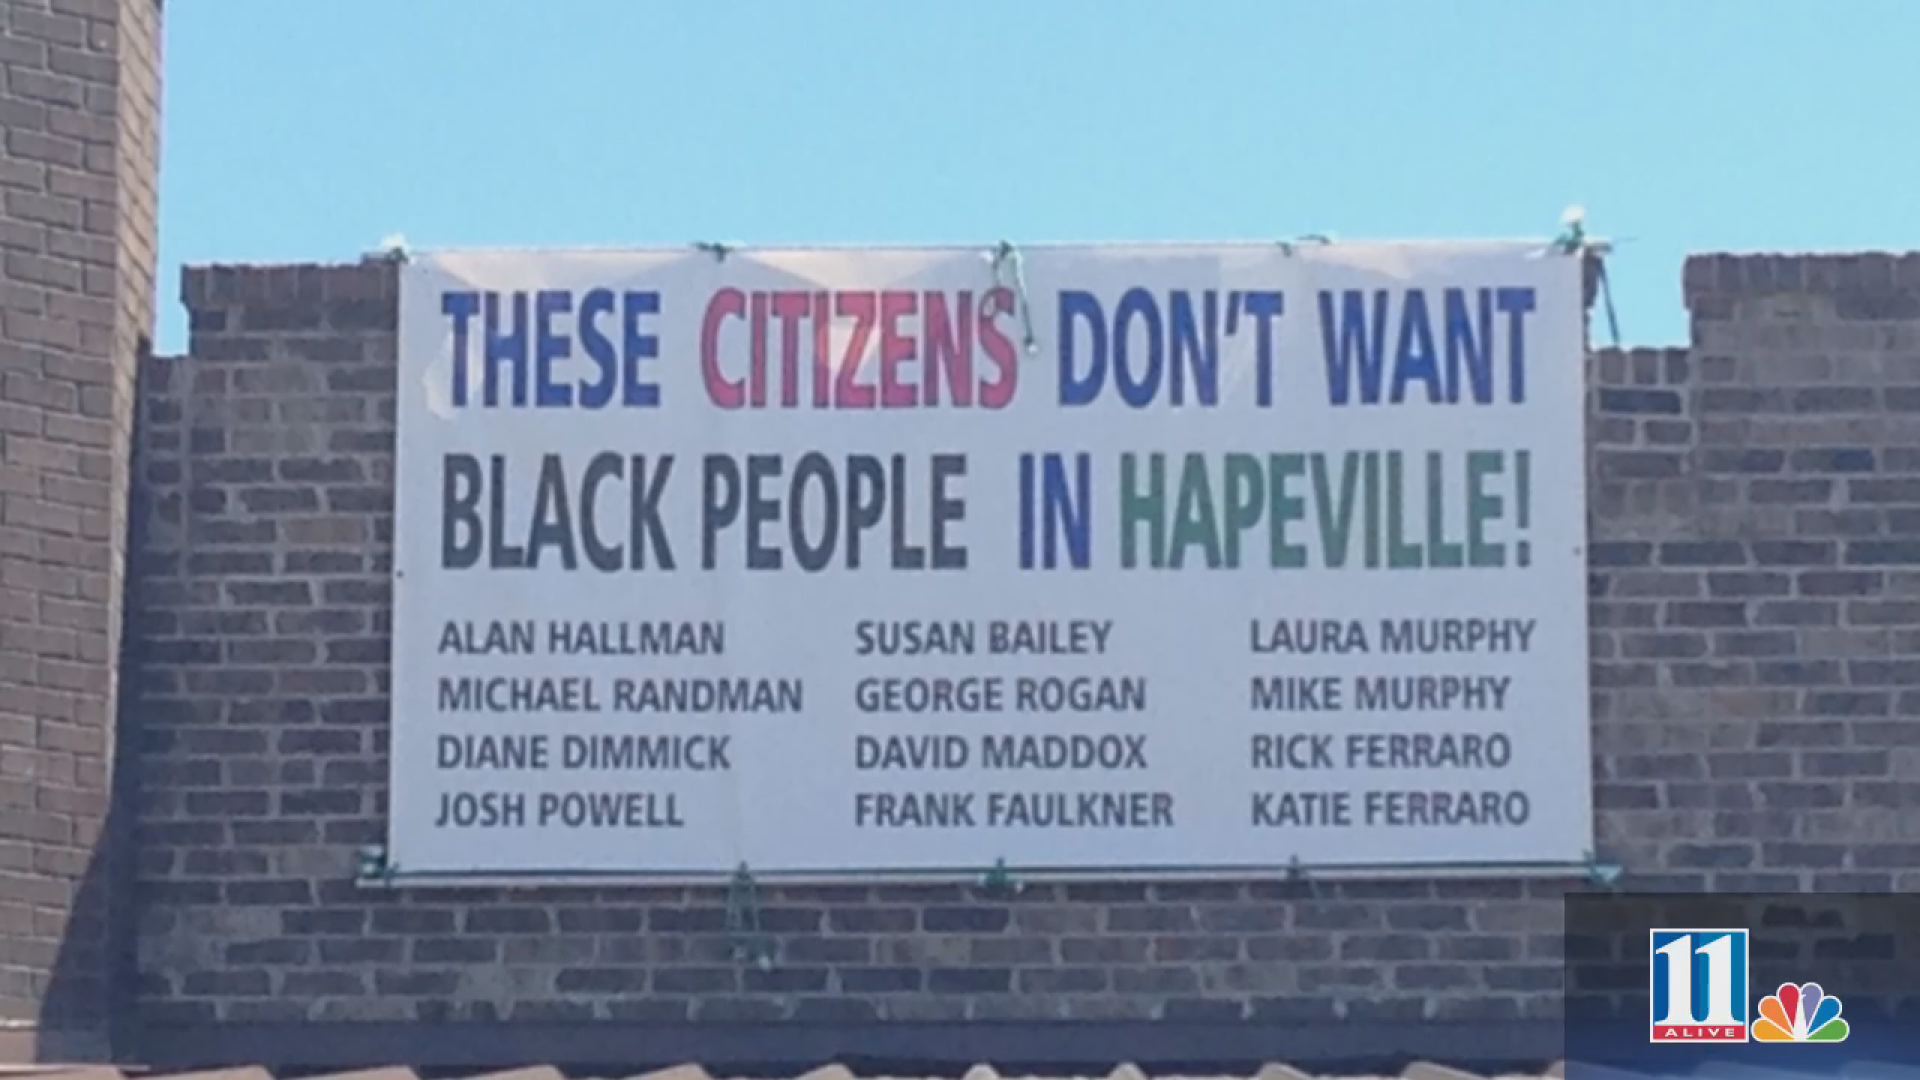 THESE CITIZENS DON'T WANT
BLACK PEOPLE IN HAPEVILLE!
ALAN HALLMAN SUSAN BAILEY LAURA MURPHY
MICHAEL RANDMAN GEORGE ROGAN MIKE MURPHY
DIANE DIMMICK DAVID MADDOX RICK FERRARO
JOSH POWELL FRANK FAULKNER KATIE FERRARO
11
ALIVE